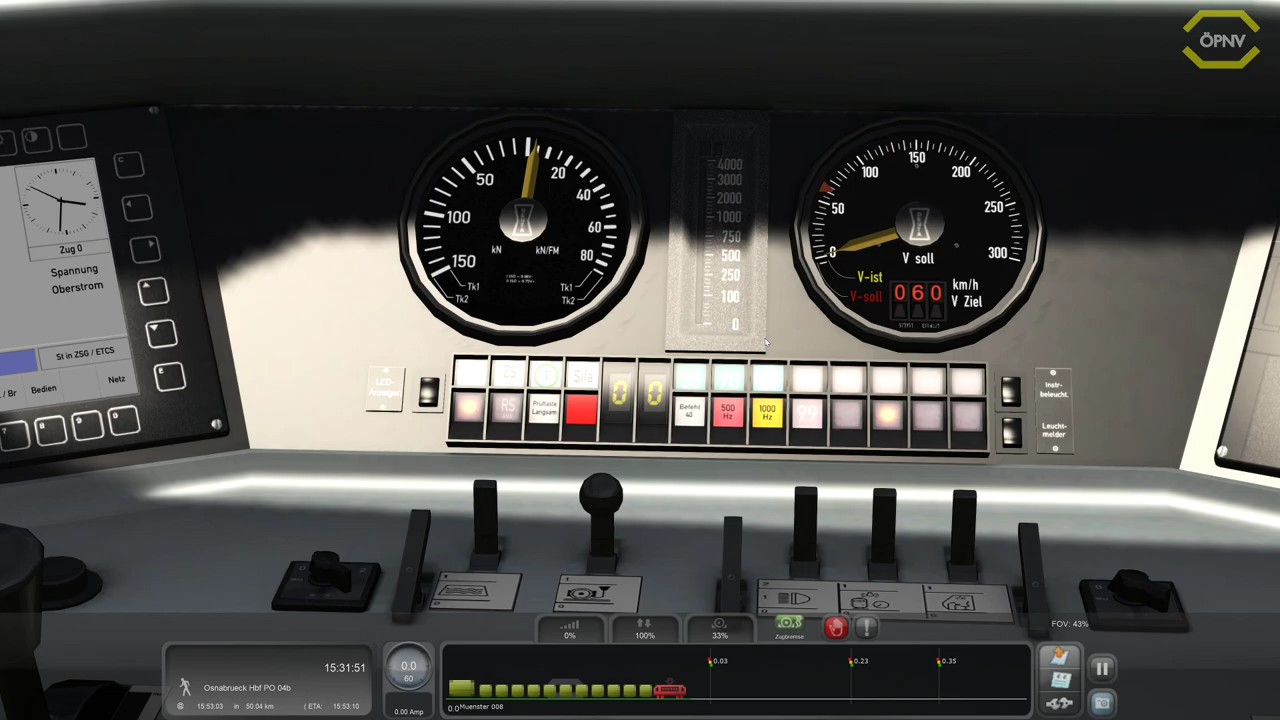 ÖPNV
Zug 0
Spannung
Oberstrom
St in ZSG / ETCS
/ Br
Bedien
Netz
C
E
7
8
9
50
20
100
40
60
150
80
kN
kN/FM
Tk1
Tk2
Tk1
Tk2
4000
3000
2000
1000
750
500
250
100
0
0
50
100
150
200
250
300
V soll
V-ist
V-soll
060
km/h
V Ziel
LED-
Anzeigen
ZS
T
Sifa
RS
Prüftaste
Langsam
0
0
Befehl
40
500
Hz
1000
Hz
Instr-
beleucht.
Leucht-
melder
0%
100%
33%
Zugbremse
FOV: 43%
15:31:51
Osnabrueck Hbf PO 04b
15:53:03 in 50.04 km ( ETA: 15:53:10
0.0
60
0.00 Amp
0.03
0.23
0.35
0.0 Muenster 008